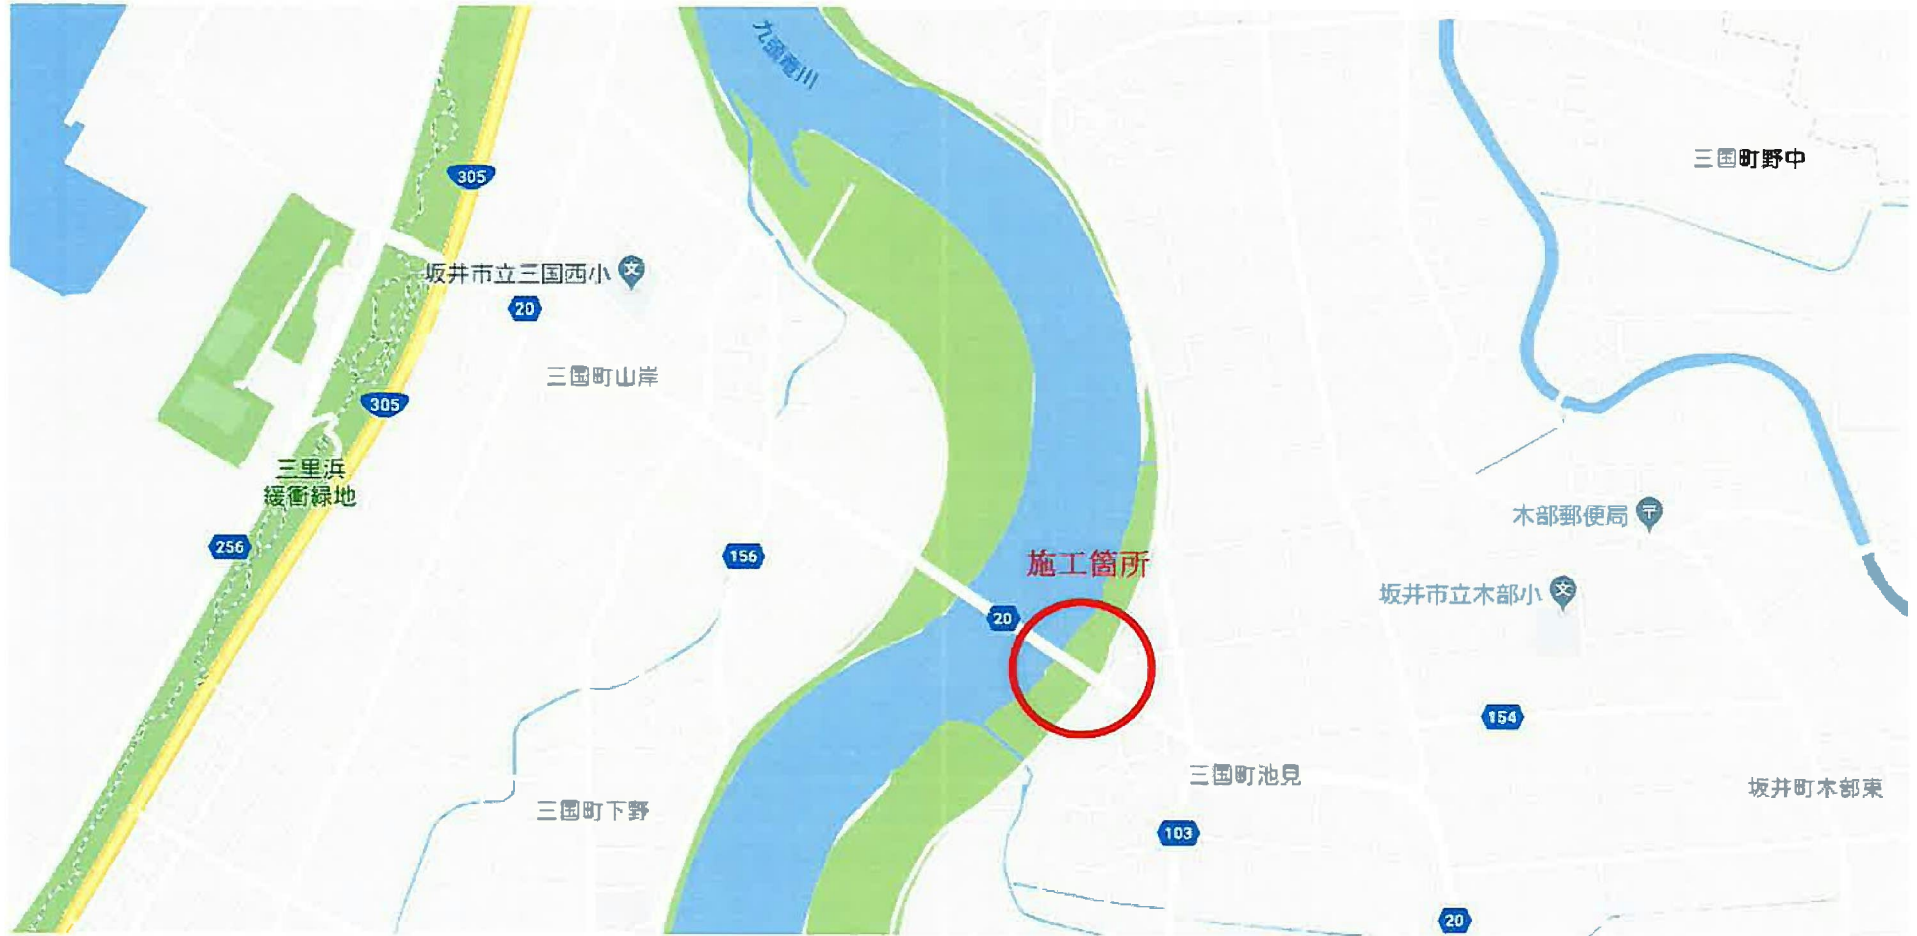 九頭竜川
305
三国町野中
坂井市立三国西小
文
20
三国町山岸
305
三里浜
緩衝緑地
木部郵便局
〒
256
156
施工箇所
坂井市立木部小
文
20
154
三国町池見
坂井町木部東
三国町下野
103
20